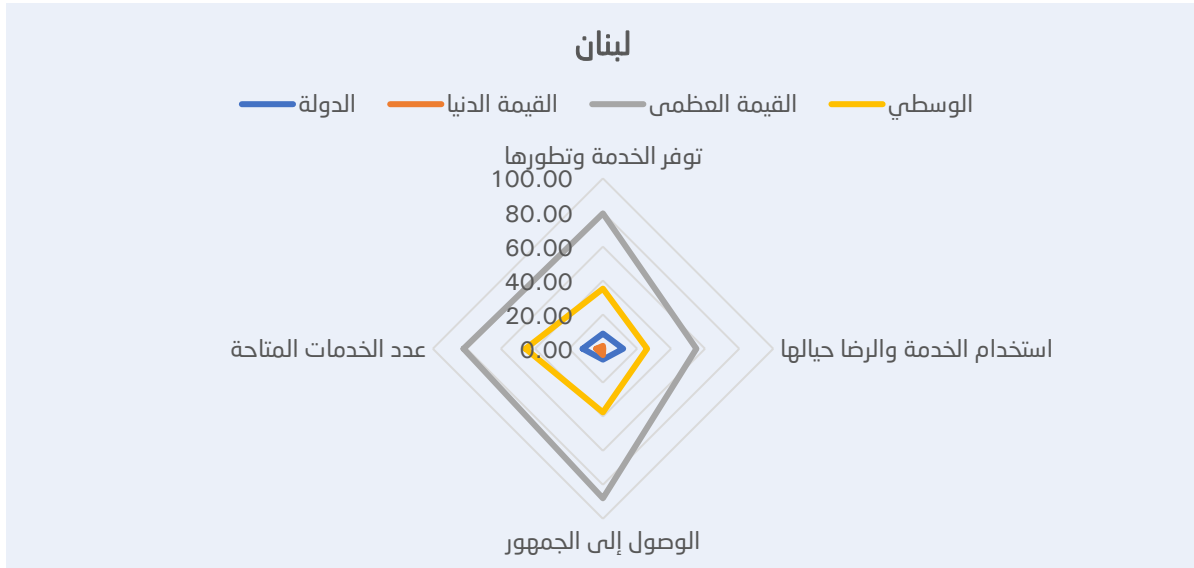 لبنان
الدولة القيمة الدنيا القيمة العظمى الوسطي
توفر الخدمة وتطورها
100.00
80.00
60.00
40.00
20.00
0.00
عدد الخدمات المتاحة
استخدام الخدمة والرضا حيالها
الوصول إلى الجمهور